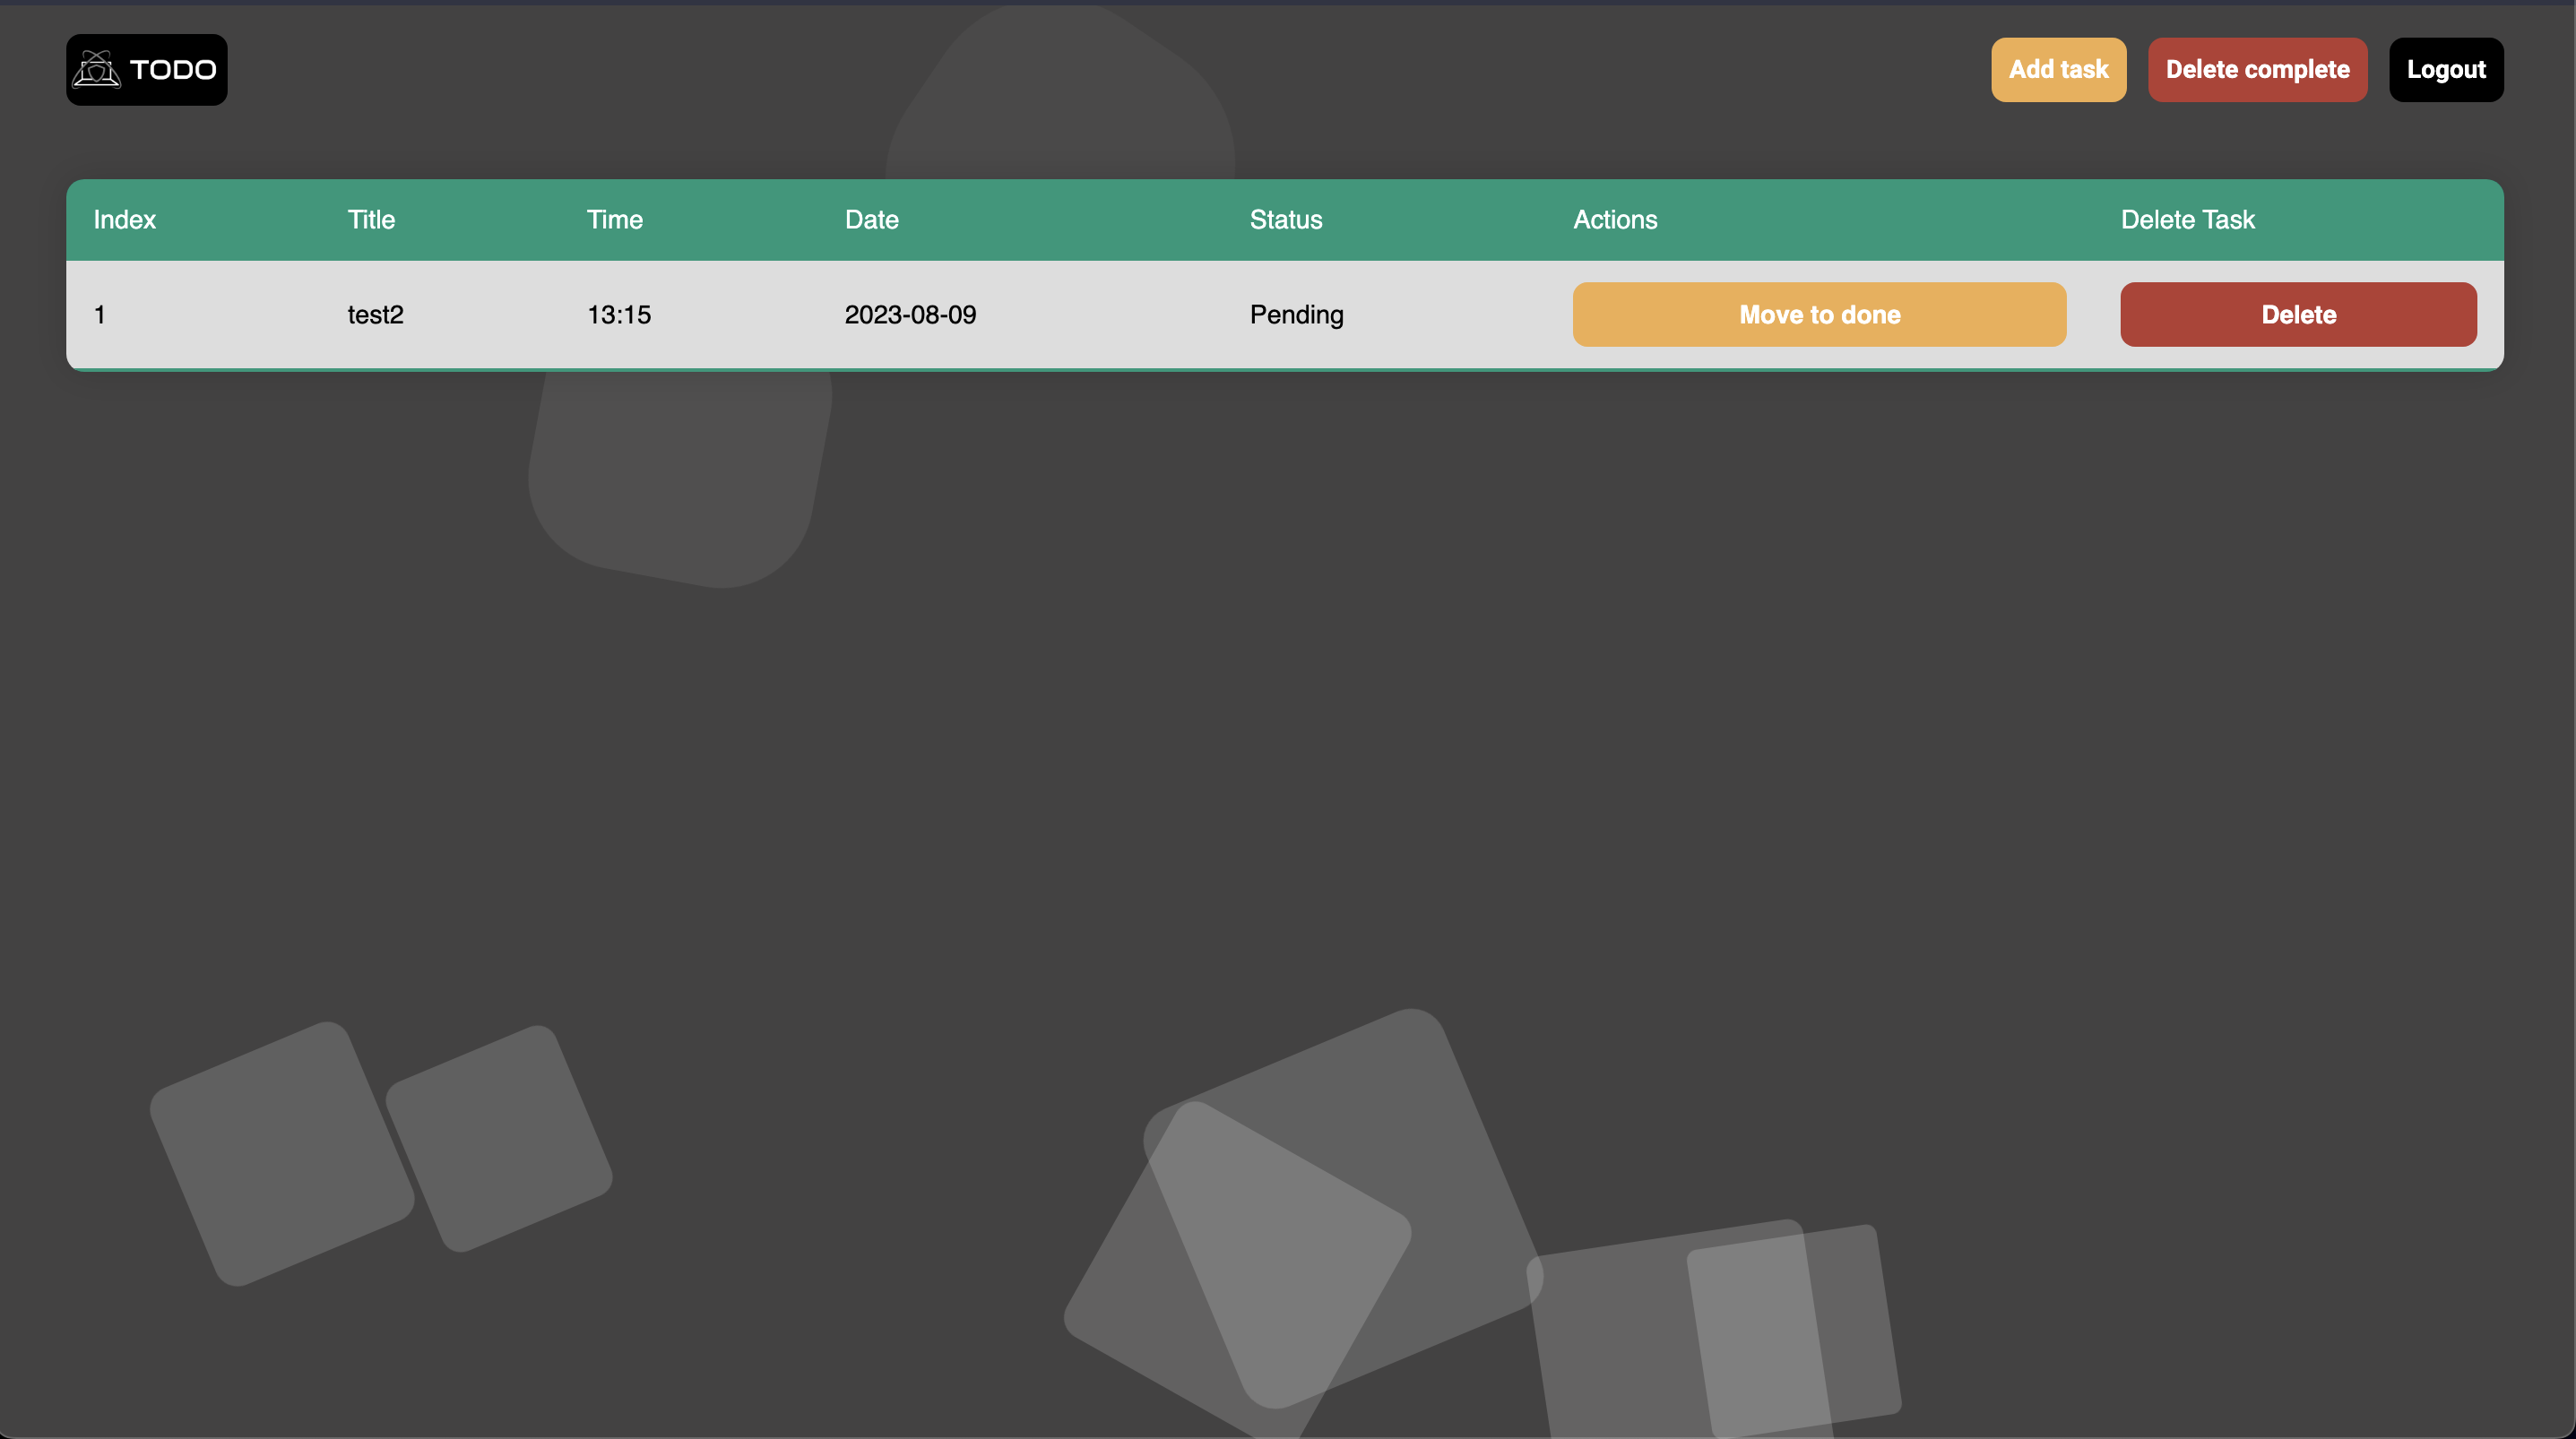 TODO
Add task Delete complete Logout
Index Title Time Date Status Actions Delete Task
1 test2 13:15 2023-08-09 Pending Move to done Delete